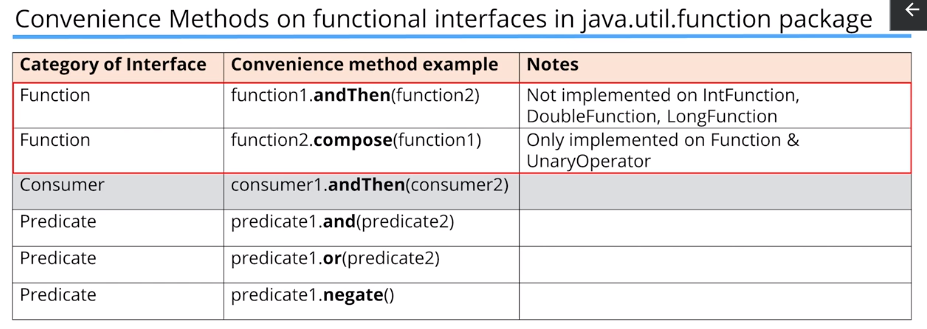 Convenience Methods on functional interfaces in java.util.function package
Category of Interface Convenience method example Notes
Function function1.andThen(function2) Not implemented on IntFunction,
DoubleFunction, LongFunction
Function function2.compose(function1) Only implemented on Function &
UnaryOperator
Consumer consumer1.andThen(consumer2)
Predicate predicate1.and(predicate2)
Predicate predicate1.or(predicate2)
Predicate predicate1.negate()